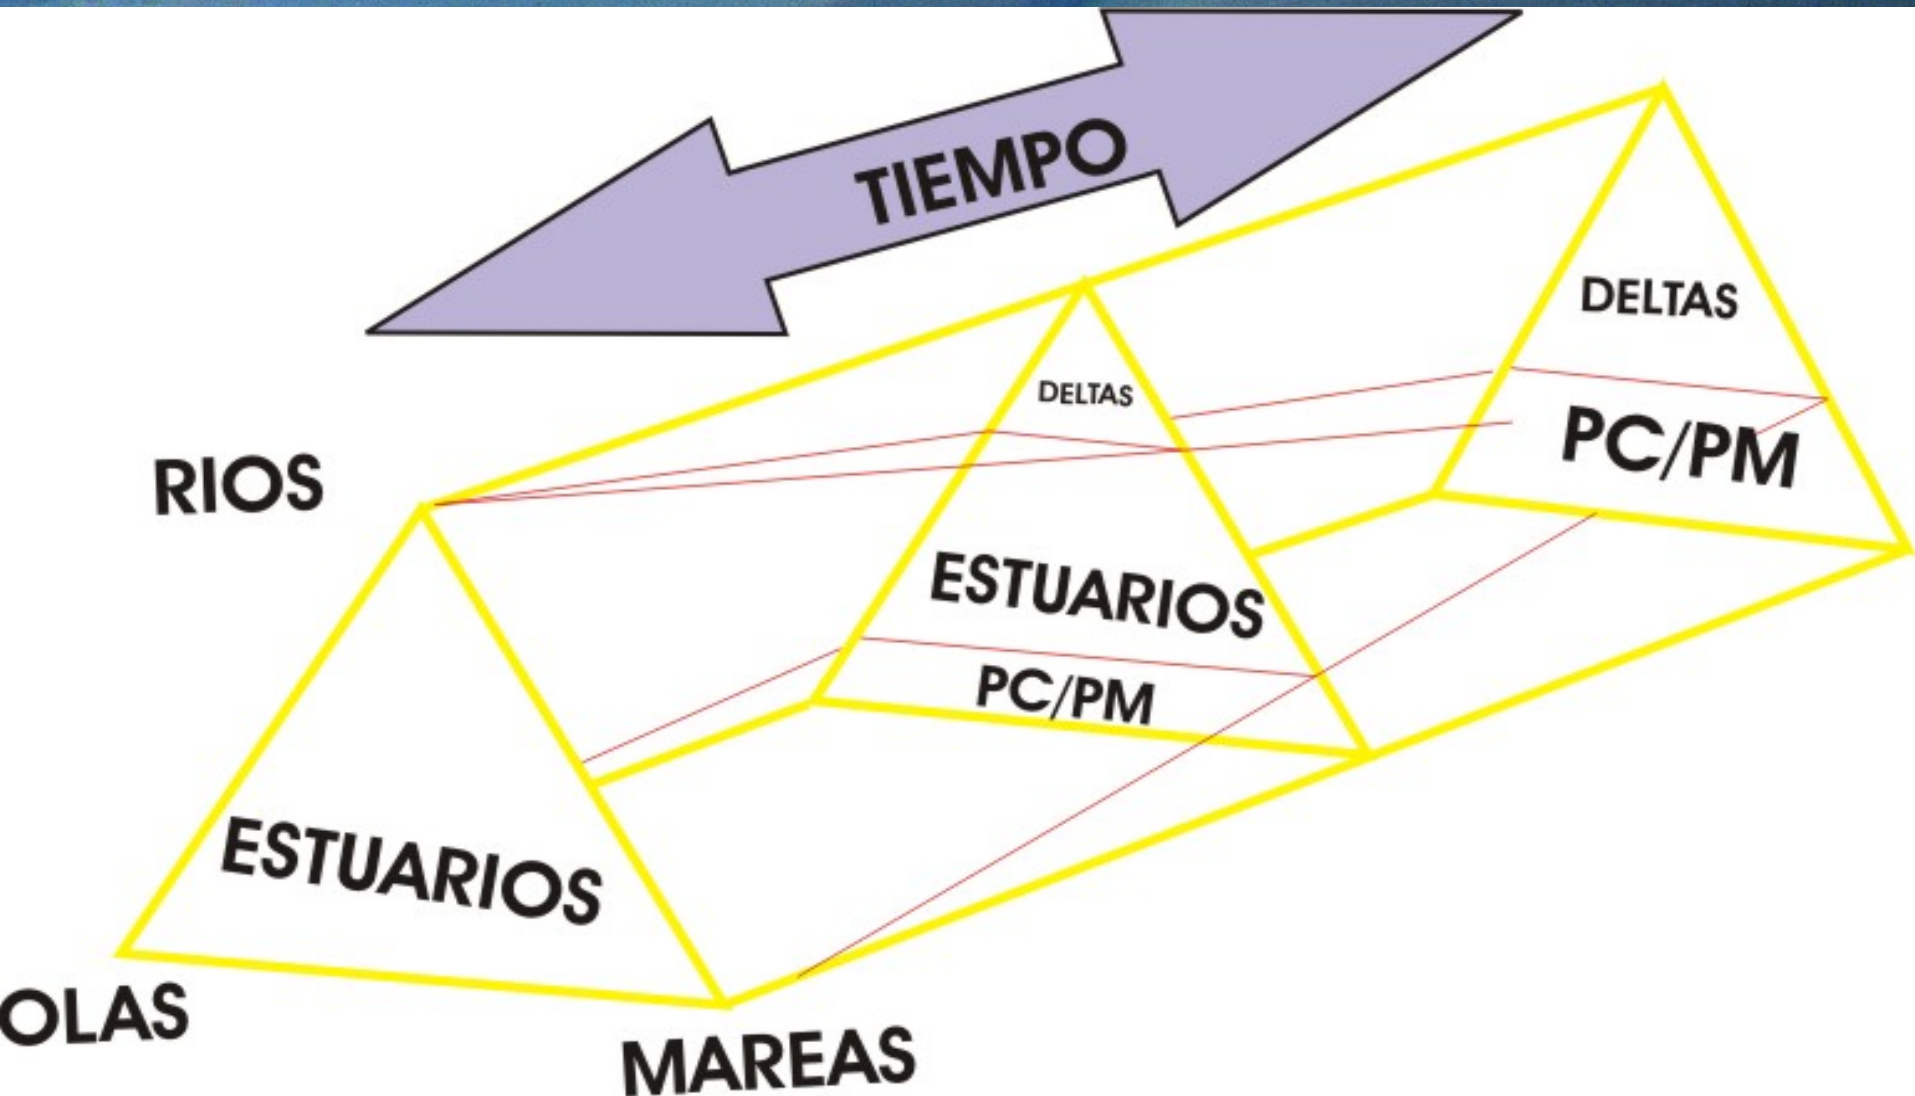 TIEMPO
DELTAS
DELTAS
PC/PM
RIOS
ESTUARIOS
PC/PM
ESTUARIOS
OLAS
MAREAS